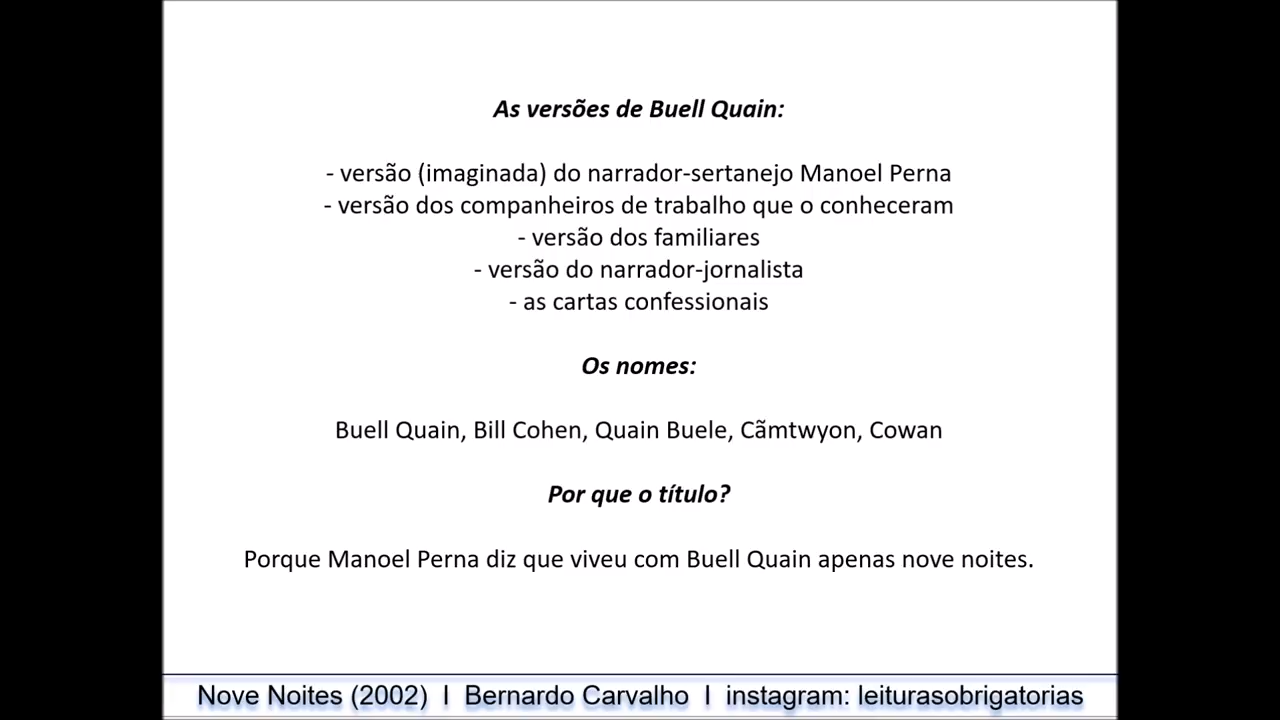 As versões de Buell Quain:
- versão (imaginada) do narrador-sertanejo Manoel Perna
- versão dos companheiros de trabalho que o conheceram
- versão dos familiares
- versão do narrador-jornalista
- as cartas confessionais
Os nomes:
Buell Quain, Bill Cohen, Quain Buele, Cãmtwyon, Cowan
Por que o título?
Porque Manoel Perna diz que viveu com Buell Quain apenas nove noites.
Nove Noites (2002) I Bernardo Carvalho I instagram: leiturasobrigatorias